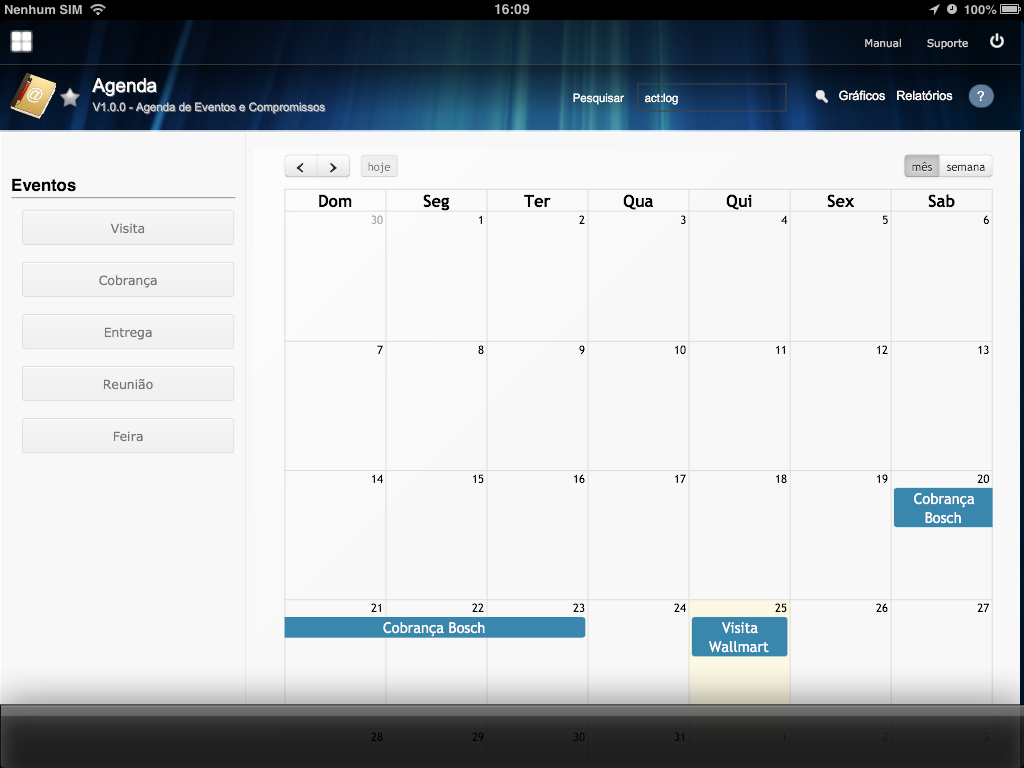 Nenhum SIM 16:09 100%
Manual Suporte
Agenda
V1.0.0 - Agenda de Eventos e Compromissos
Pesquisar act:log Gráficos Relatórios ?
Eventos
Visita
Cobrança
Entrega
Reunião
Feira
hoje mês semana
Dom Seg Ter Qua Qui Sex Sab
30 1 2 3 4 5 6
7 8 9 10 11 12 13
14 15 16 17 18 19 20
Cobrança
Bosch
21 22 23 24 25 26 27
Cobrança Bosch
Visita
Wallmart
28 29 30 31 1 2 3